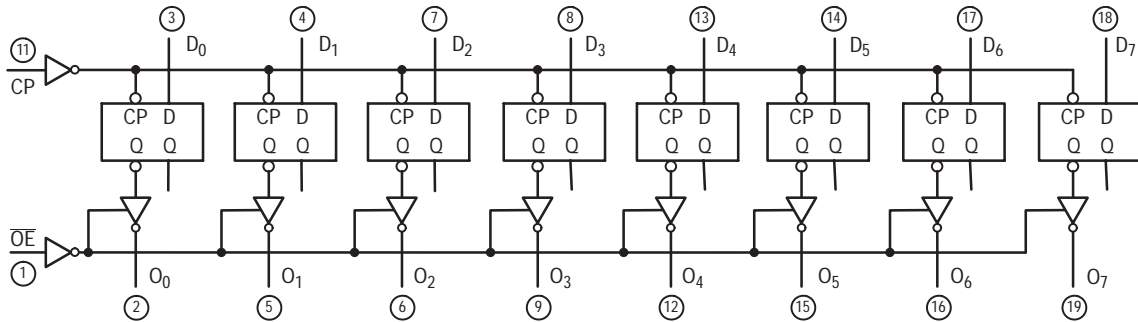 3 4 7 8 13 14 17 18
11 D0 D1 D2 D3 D4 D5 D6 D7
CP
CP D CP D CP D CP D CP D CP D CP D CP D
Q Q Q Q Q Q Q Q Q Q Q Q Q Q Q Q
OE
1 O0 O1 O2 O3 O4 O5 O6 O7
2 5 6 9 12 15 16 19